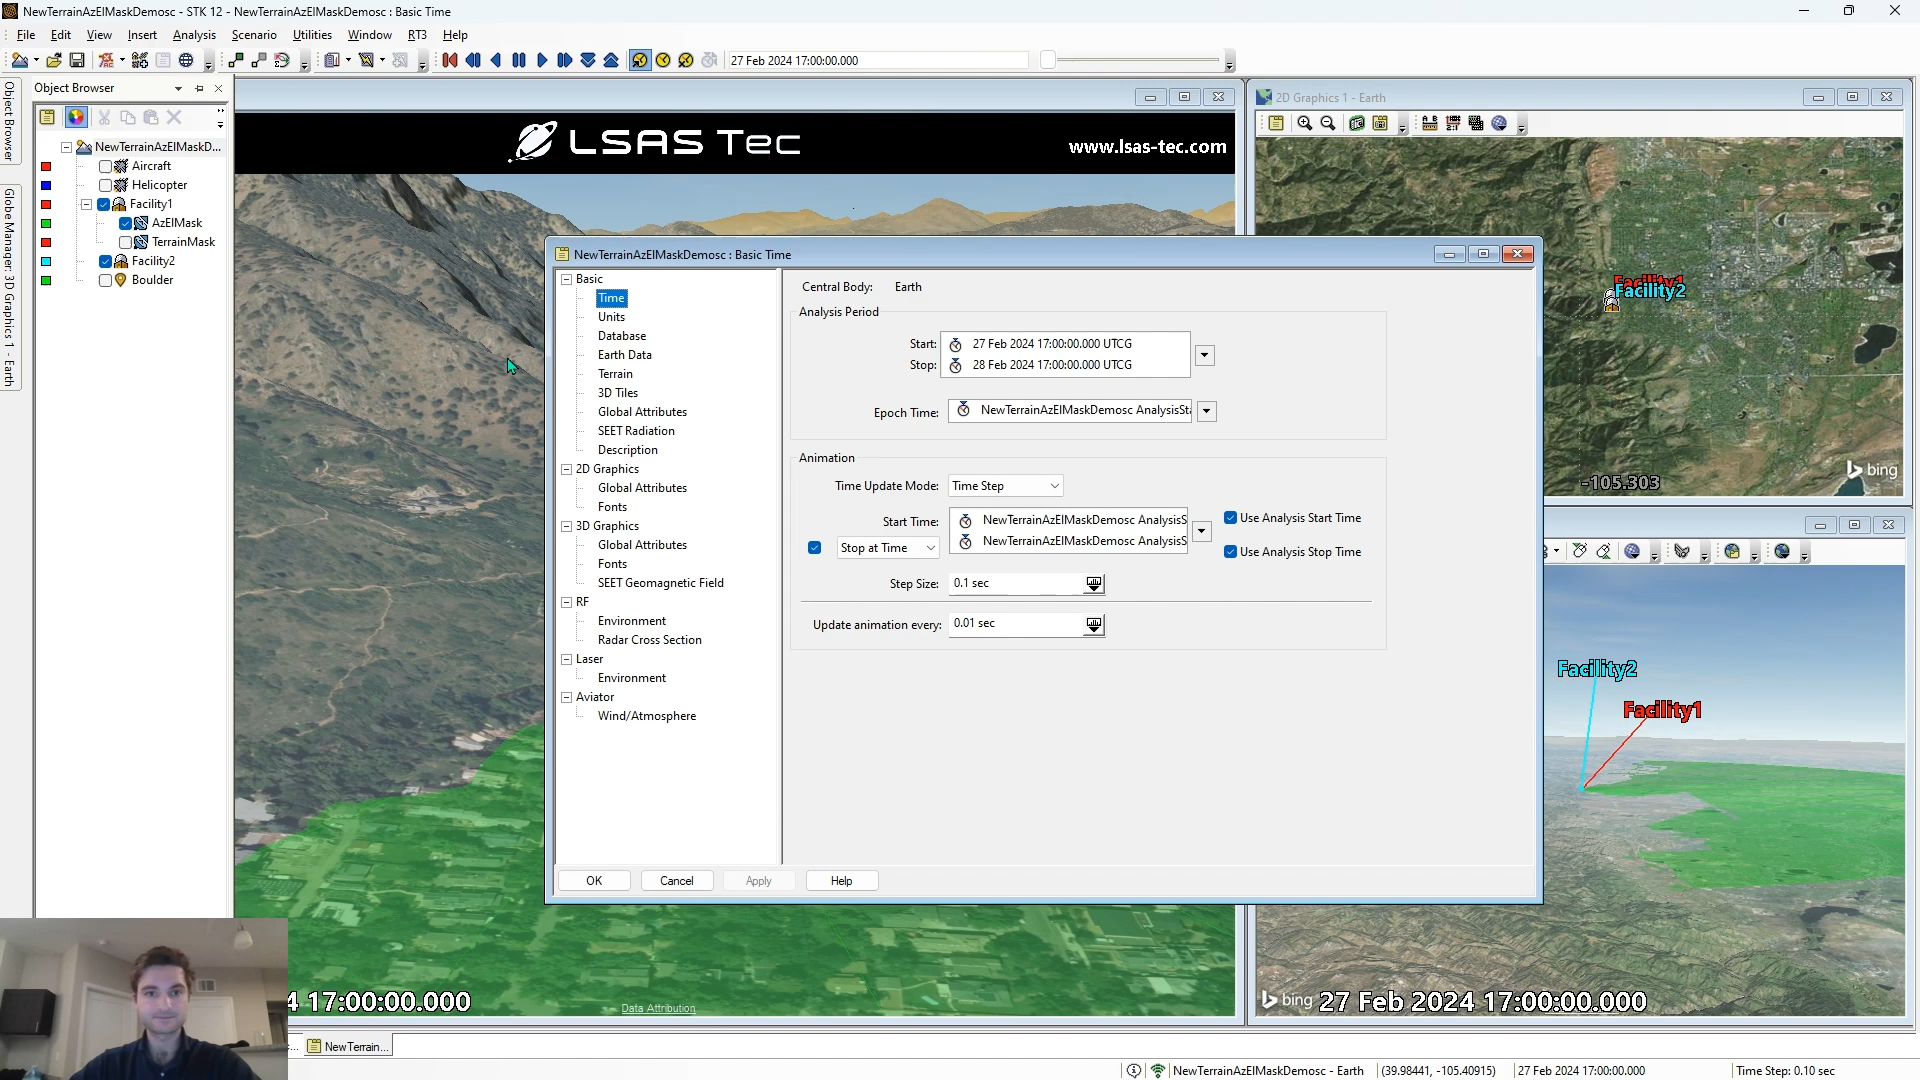 NewTerrainAzElMaskDemosc - STK 12 - NewTerrainAzElMaskDemosc : Basic Time
File Edit View Insert Analysis Scenario Utilities Window RT3 Help
27 Feb 2024 17:00:00.000
Object Browser
Object Browser
Globe Manager: 3D Graphics 1 - Earth
NewTerrainAzElMaskD...
Aircraft
Helicopter
Facility1
AzElMask
TerrainMask
Facility2
Boulder
LSAS Tec
www.lsas-tec.com
2D Graphics 1 - Earth
Facility1
Facility2
-105.303
bing
NewTerrainAzElMaskDemosc : Basic Time
Basic
Time
Units
Database
Earth Data
Terrain
3D Tiles
Global Attributes
SEET Radiation
Description
2D Graphics
Global Attributes
Fonts
3D Graphics
Global Attributes
Fonts
SEET Geomagnetic Field
RF
Environment
Radar Cross Section
Laser
Environment
Aviator
Wind/Atmosphere
Central Body: Earth
Analysis Period
Start: 27 Feb 2024 17:00:00.000 UTCG
Stop: 28 Feb 2024 17:00:00.000 UTCG
Epoch Time: NewTerrainAzElMaskDemosc AnalysisSta
Animation
Time Update Mode: Time Step
Start Time: NewTerrainAzElMaskDemosc AnalysisS
Use Analysis Start Time
Stop at Time NewTerrainAzElMaskDemosc AnalysisS
Use Analysis Stop Time
Step Size: 0.1 sec
Update animation every: 0.01 sec
OK Cancel Apply Help
Facility2
Facility1
4 17:00:00.000
Data Attribution
bing 27 Feb 2024 17:00:00.000
NewTerrain...
NewTerrainAzElMaskDemosc - Earth (39.98441, -105.40915) 27 Feb 2024 17:00:00.000 Time Step: 0.10 sec